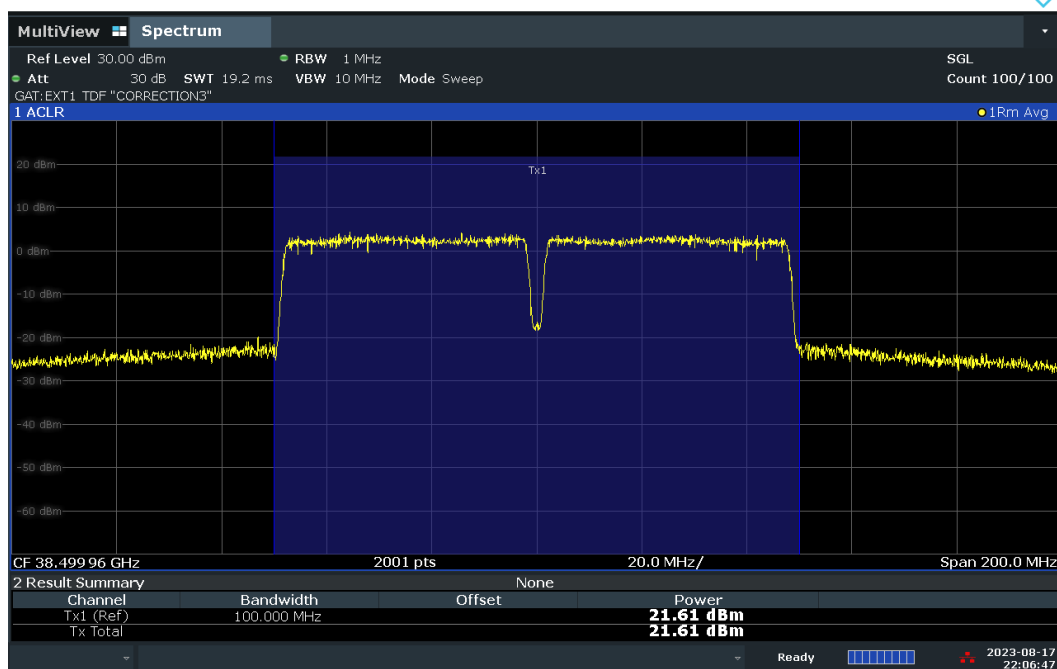 MultiView Spectrum
Ref Level 30.00 dBm RBW 1 MHz SGL
Att 30 dB SWT 19.2 ms VBW 10 MHz Mode Sweep Count 100/100
GAT:EXT1 TDF "CORRECTION3"
1 ACLR 1Rm Avg
20 dBm
Tx1
10 dBm
0 dBm
-10 dBm
-20 dBm
-30 dBm
-40 dBm
-50 dBm
-60 dBm
CF 38.49996 GHz 2001 pts 20.0 MHz/ Span 200.0 MHz
2 Result Summary None
Channel Bandwidth Offset Power
Tx1 (Ref) 100.000 MHz 21.61 dBm
Tx Total 21.61 dBm
Ready 2023-08-17
22:06:47